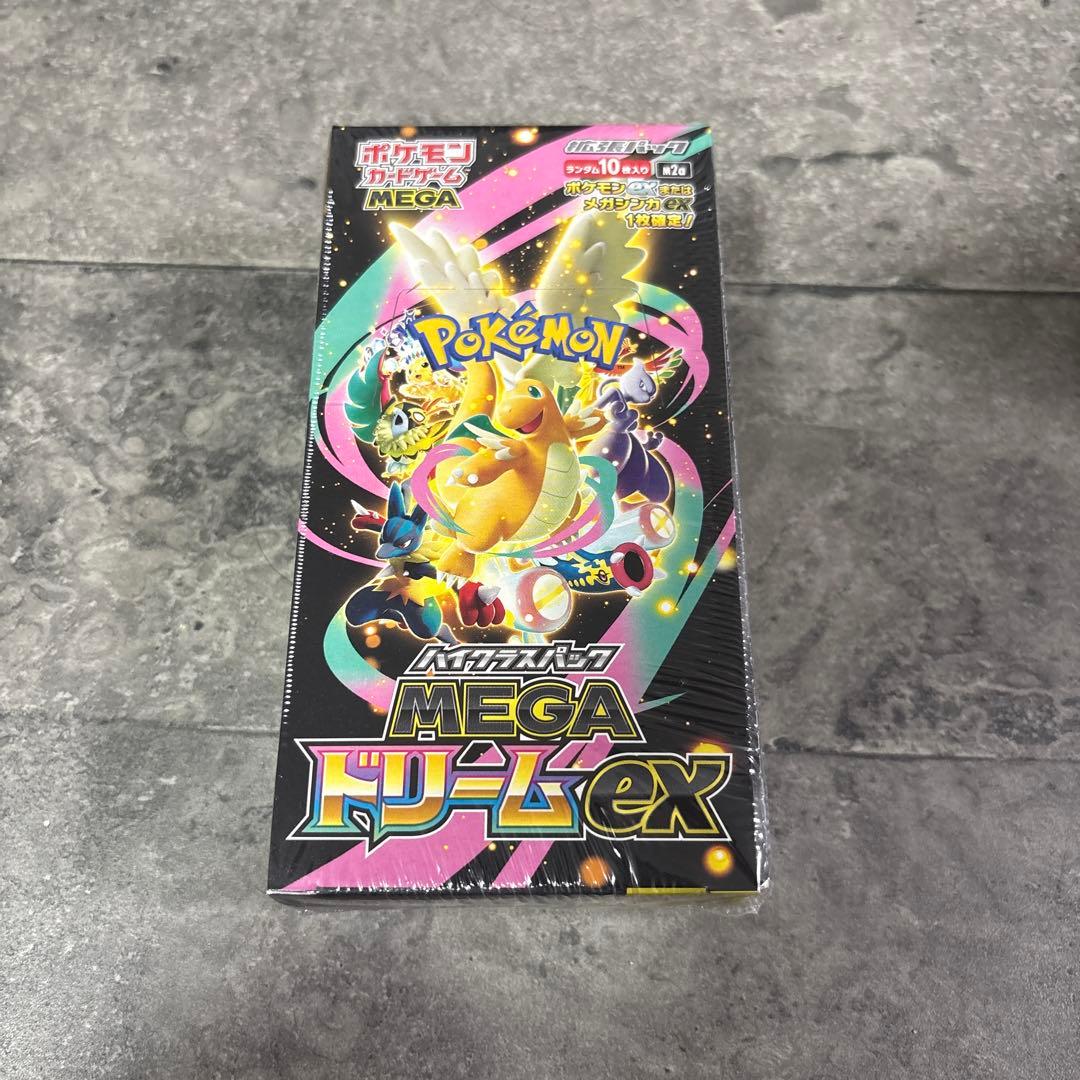 ポケモン
カードゲーム
MEGA
拡張パック
ランダム10枚入り
M2a
ポケモンexまたは
メガシンカex
1枚確定!
POKÉMON
TM
ハイクラスパック
MEGA
ドリームex